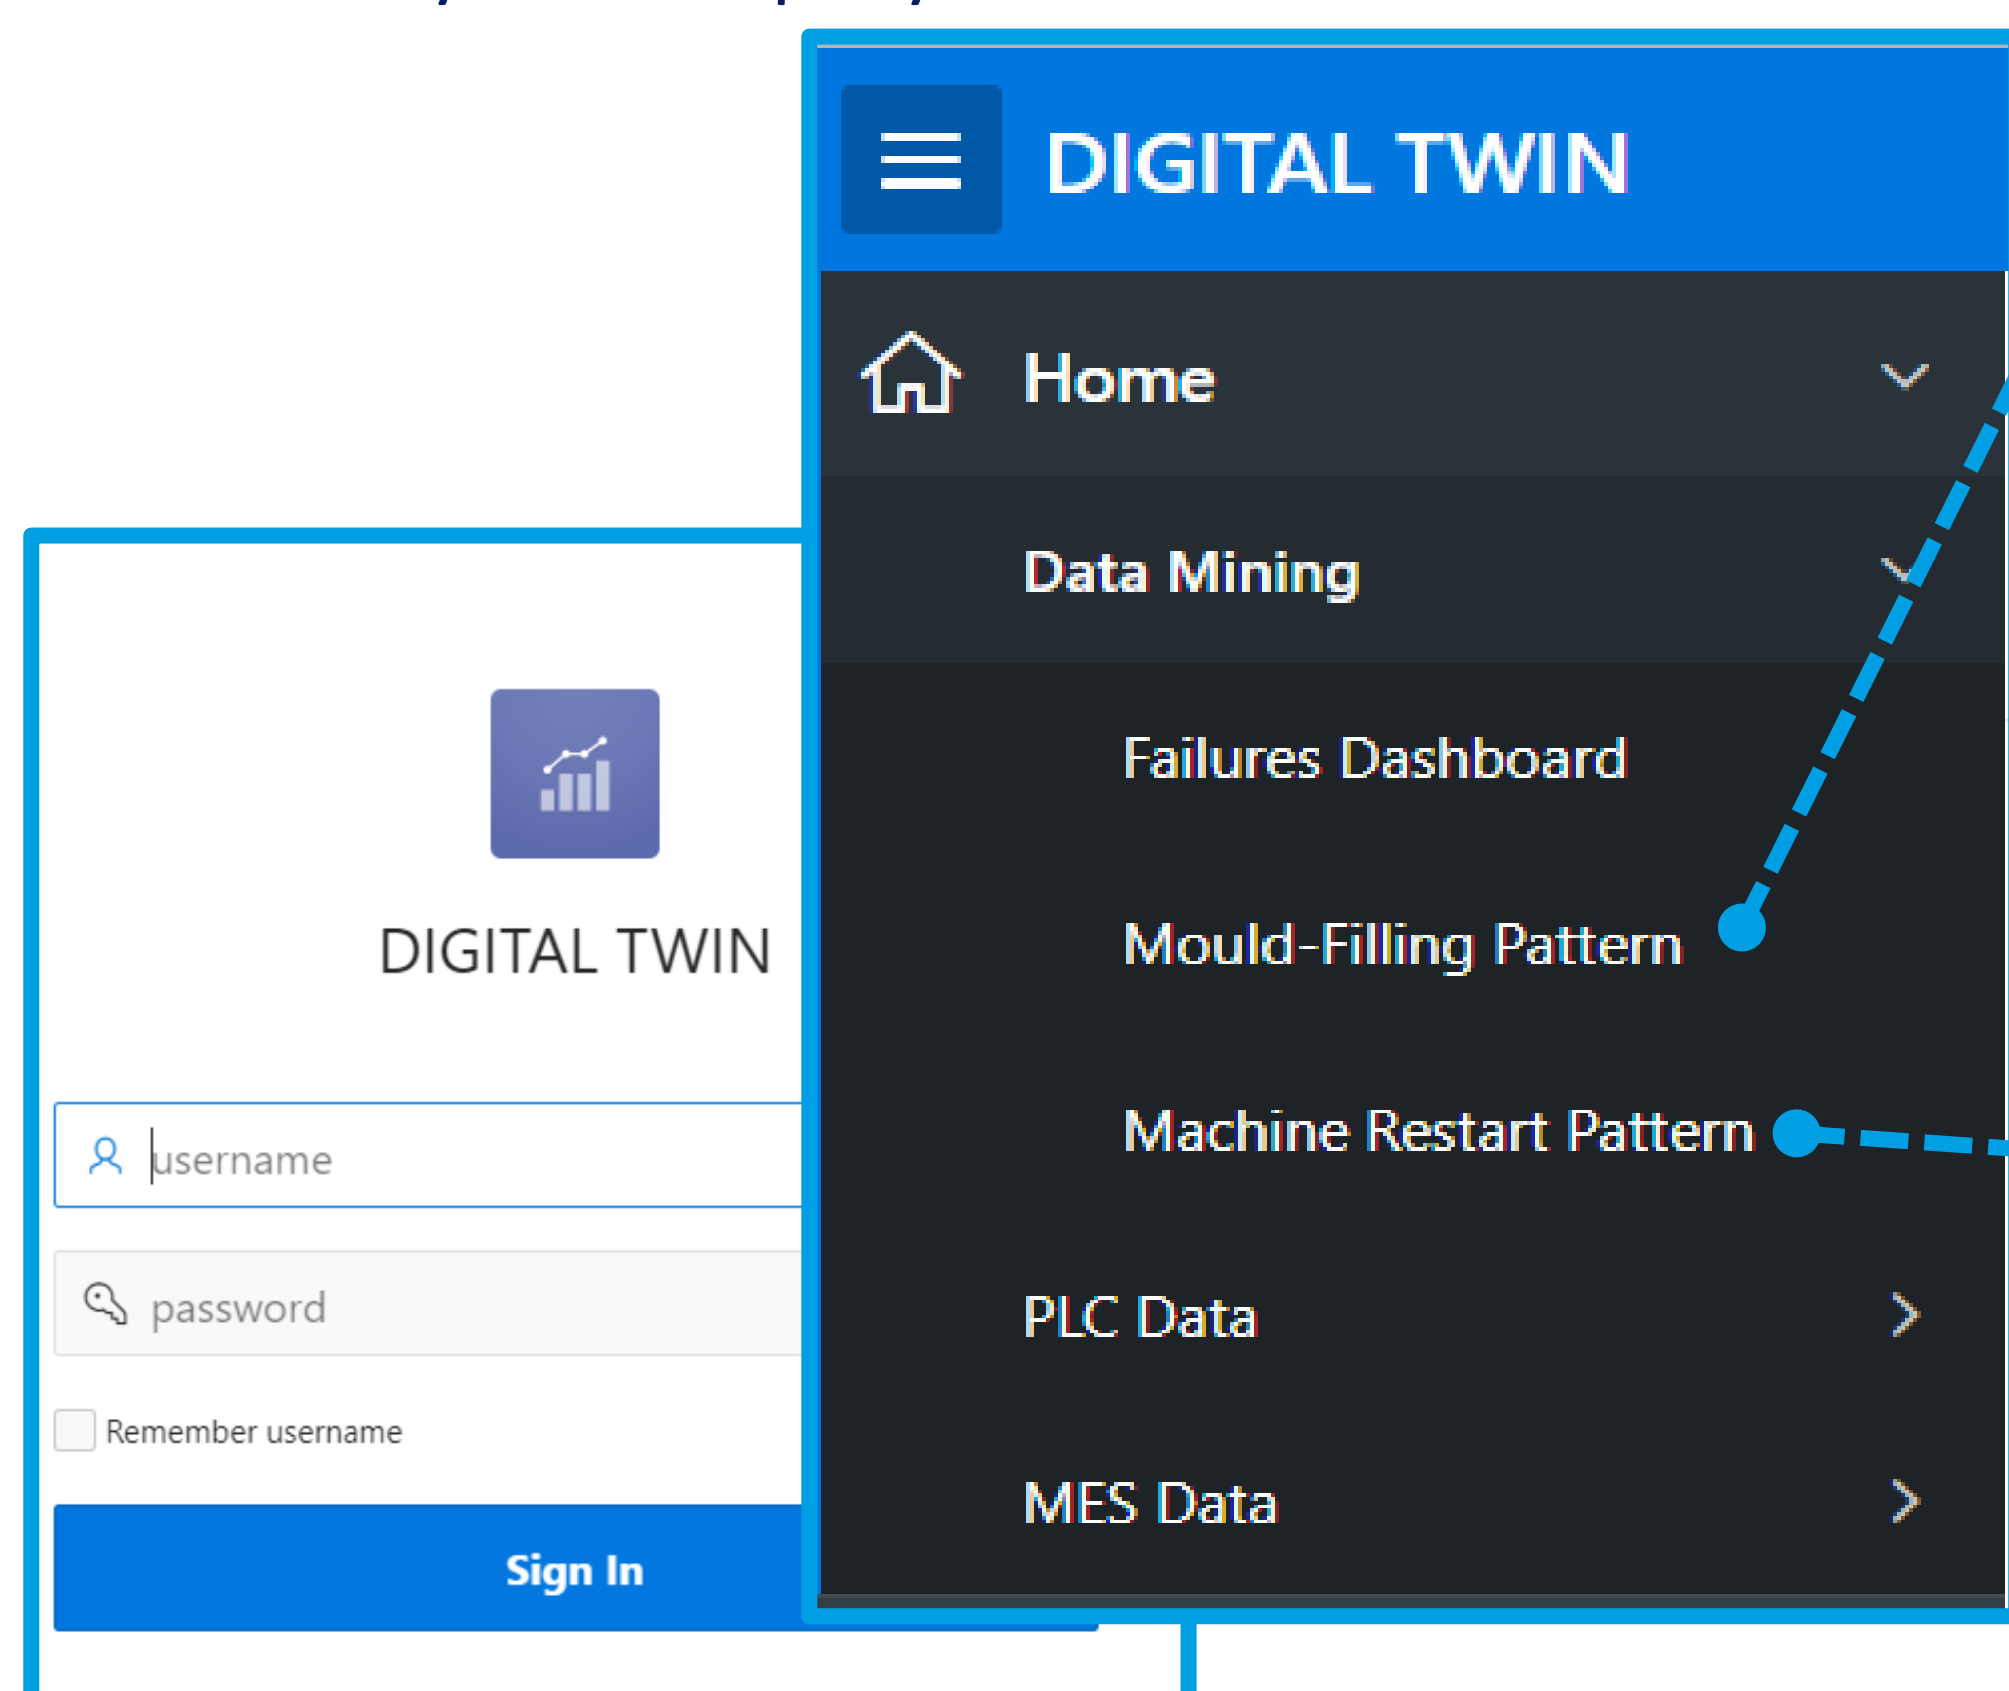 DIGITAL TWIN
Home
Data Mining
Failures Dashboard
Mould-Filling Pattern
Machine Restart Pattern
PLC Data
MES Data
DIGITAL TWIN
username
password
Remember username
Sign In